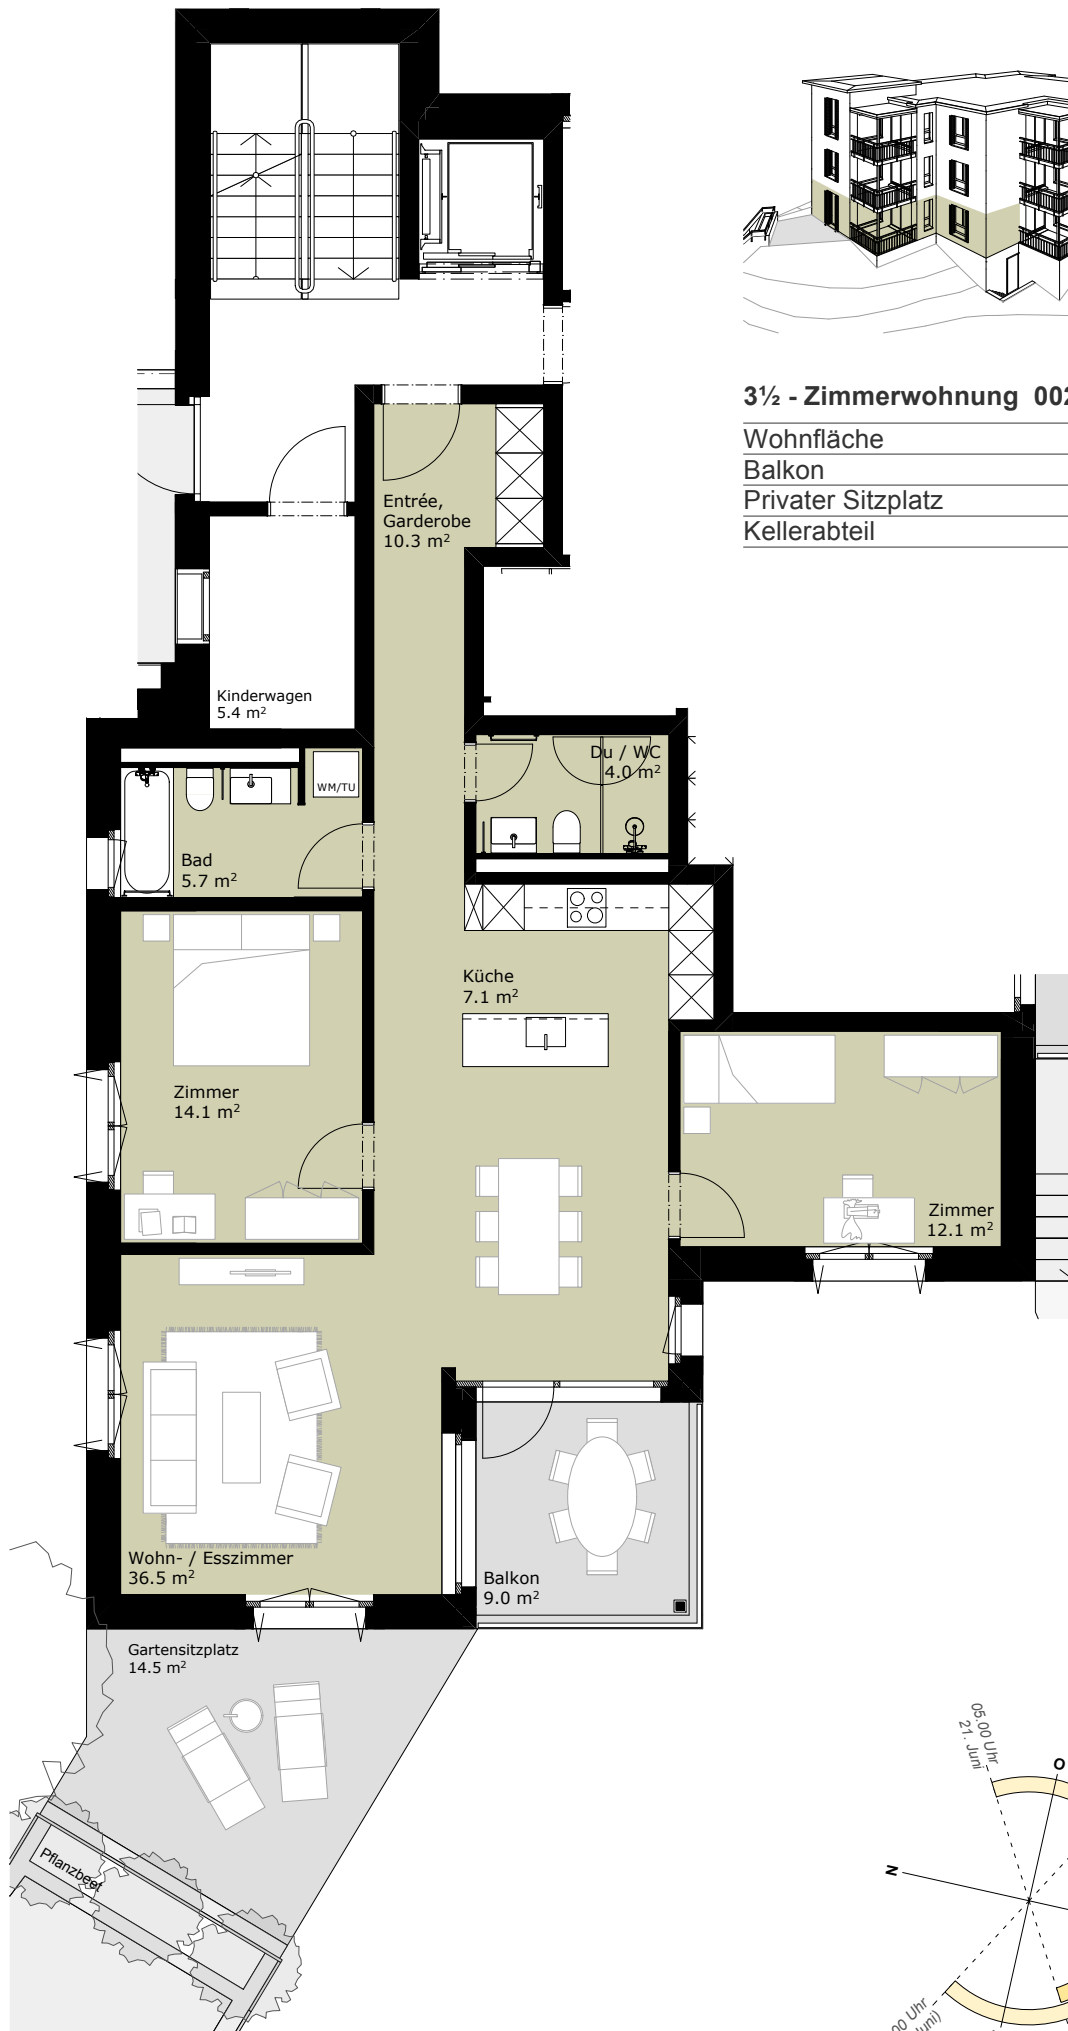 3½ - Zimmerwohnung 002
Wohnfläche
Balkon
Privater Sitzplatz
Kellerabteil
Entrée,
Garderobe
10.3 m²
Kinderwagen
5.4 m²
Du / WC
4.0 m²
WM/TU
Bad
5.7 m²
Küche
7.1 m²
Zimmer
14.1 m²
Zimmer
12.1 m²
Wohn- / Esszimmer
36.5 m²
Balkon
9.0 m²
Gartensitzplatz
14.5 m²
Pflanzbeet
05.00 Uhr
21. Juni
O
N